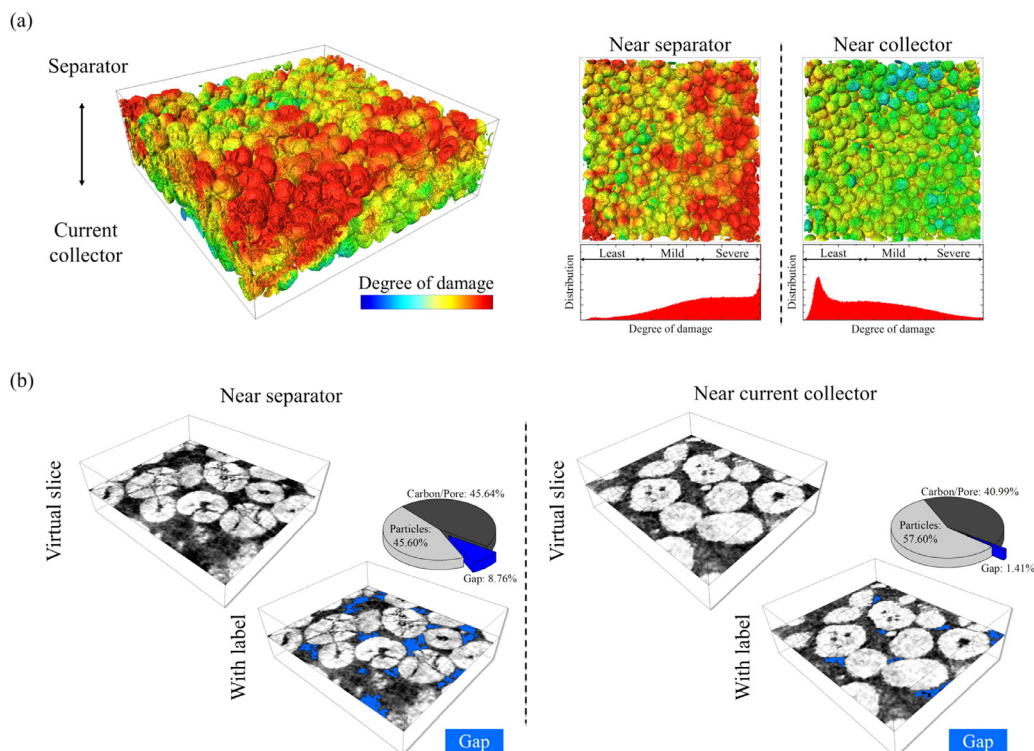 (a)
Separator
Current
collector
Degree of damage
Near separator
Near collector
Distribution
Least
Mild
Severe
Degree of damage
Distribution
Least
Mild
Severe
Degree of damage
(b)
Near separator
Near current collector
Virtual slice
Carbon/Pore: 45.64%
Particles:
45.60%
Gap: 8.76%
With label
Gap
Virtual slice
Carbon/Pore: 40.99%
Particles:
57.60%
Gap: 1.41%
With label
Gap